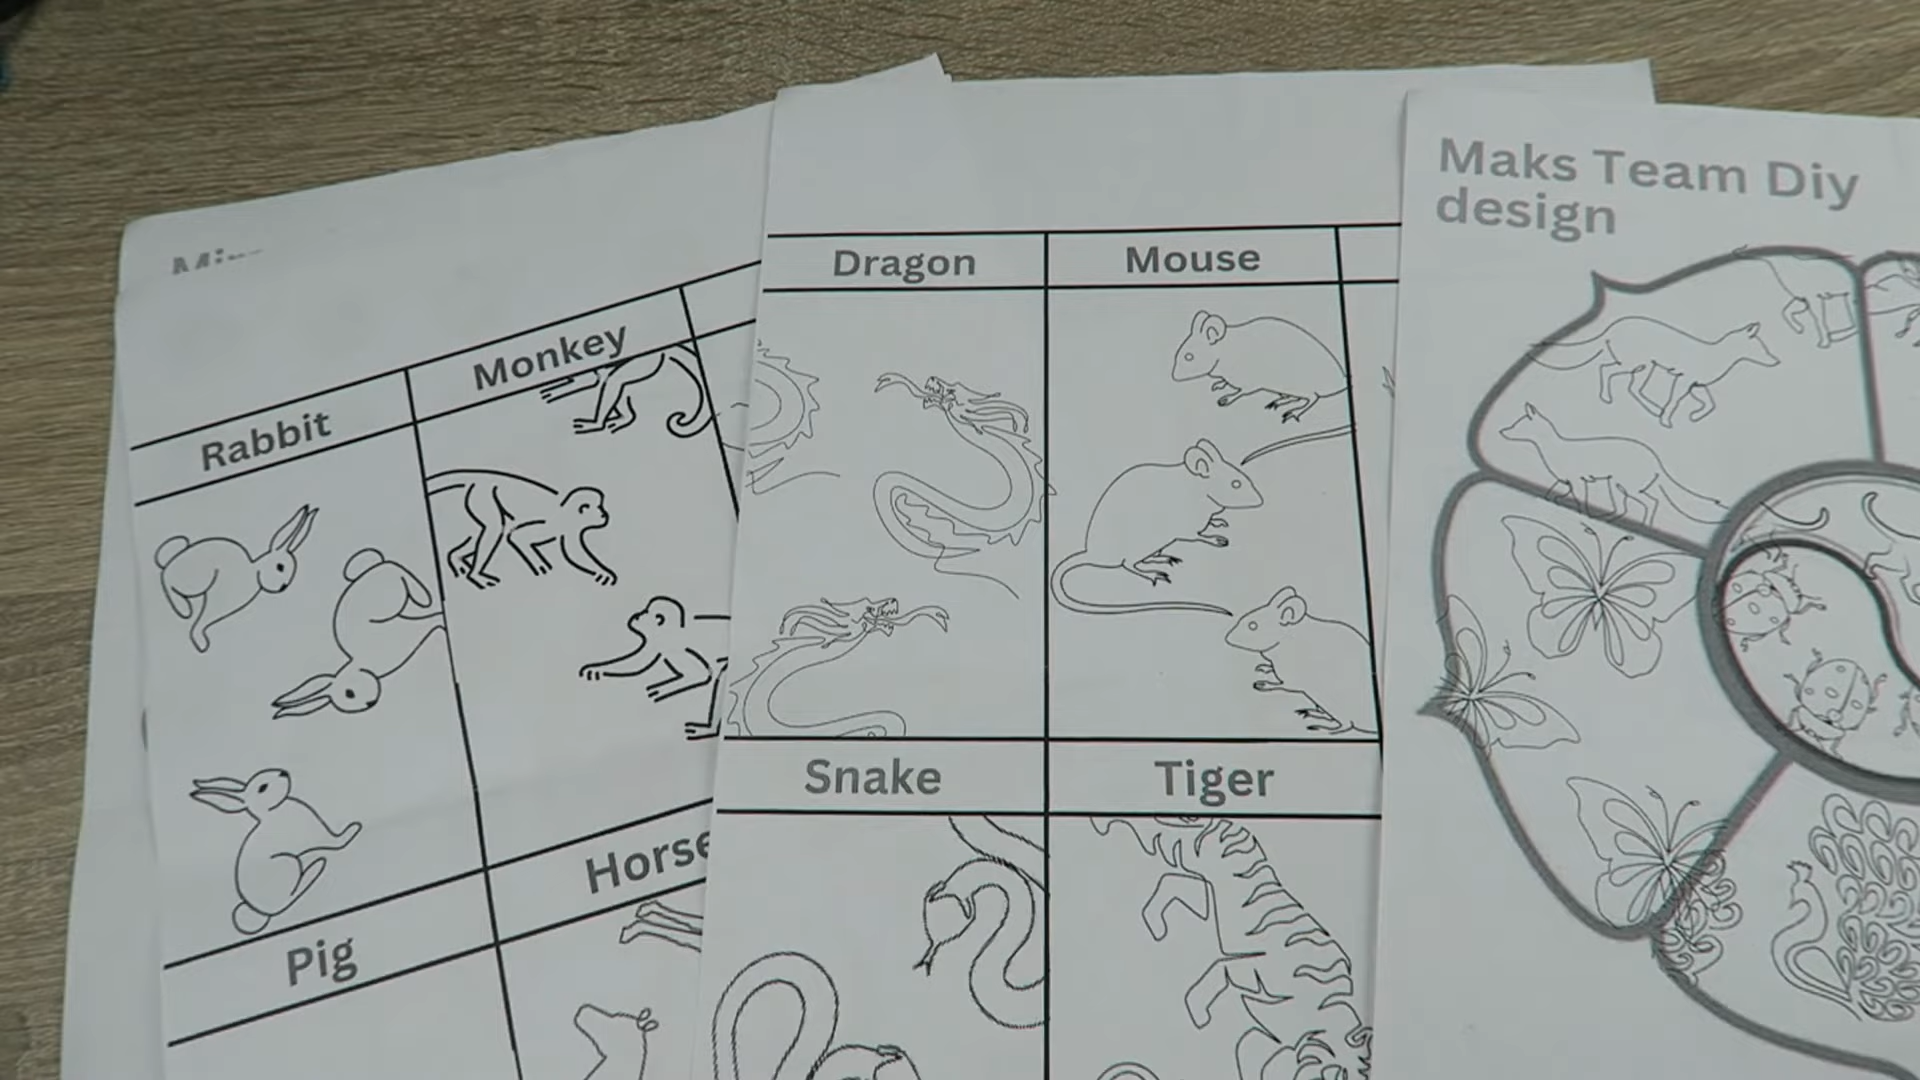 Rabbit
Monkey
Pig
Horse
Dragon
Mouse
Snake
Tiger
Maks Team Diy
design